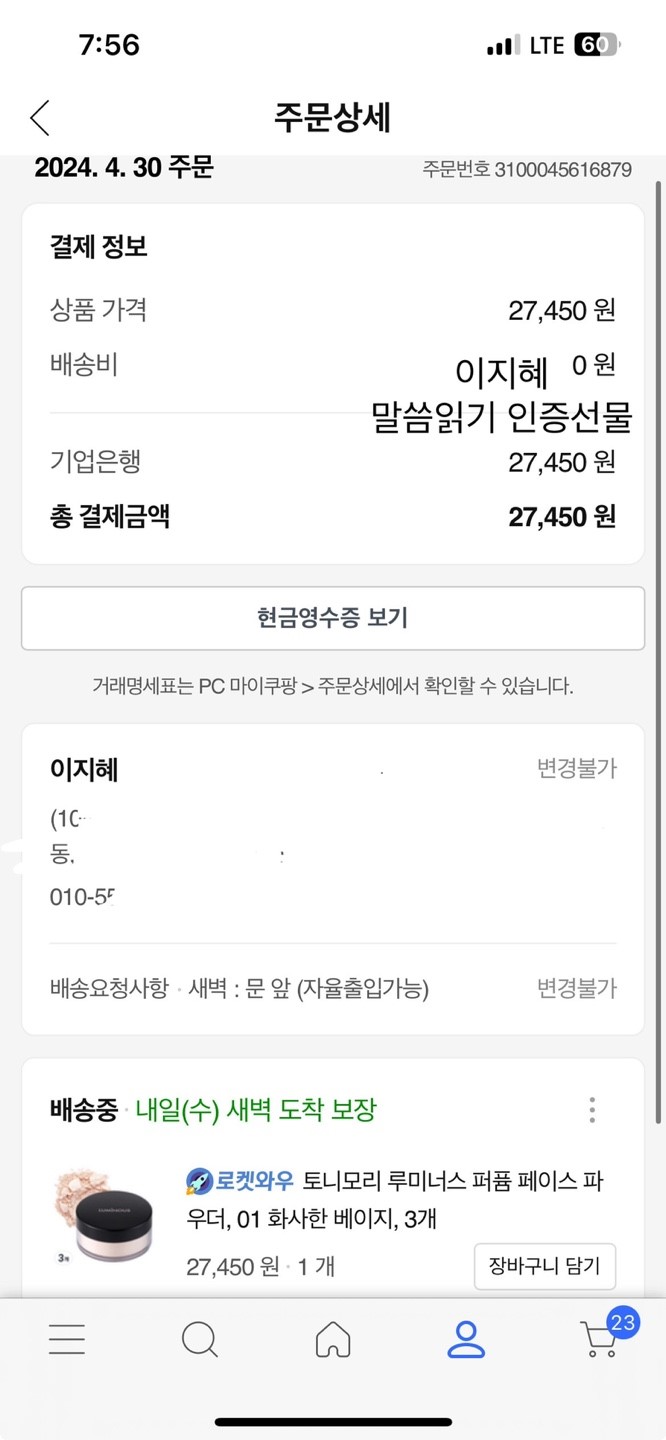 7:56
LTE 60
주문상세
2024. 4. 30 주문
주문번호 3100045616879
결제 정보
상품 가격 27,450 원
배송비 0 원
이지혜
말씀읽기 인증선물
기업은행 27,450 원
총 결제금액 27,450 원
현금영수증 보기
거래명세표는 PC 마이쿠팡 > 주문상세에서 확인할 수 있습니다.
이지혜 변경불가
동,
배송요청사항 · 새벽 : 문 앞 (자율출입가능) 변경불가
배송중 · 내일(수) 새벽 도착 보장
로켓와우 토니모리 루미너스 퍼퓸 페이스 파
우더, 01 화사한 베이지, 3개
27,450 원 · 1 개
장바구니 담기
3개
23